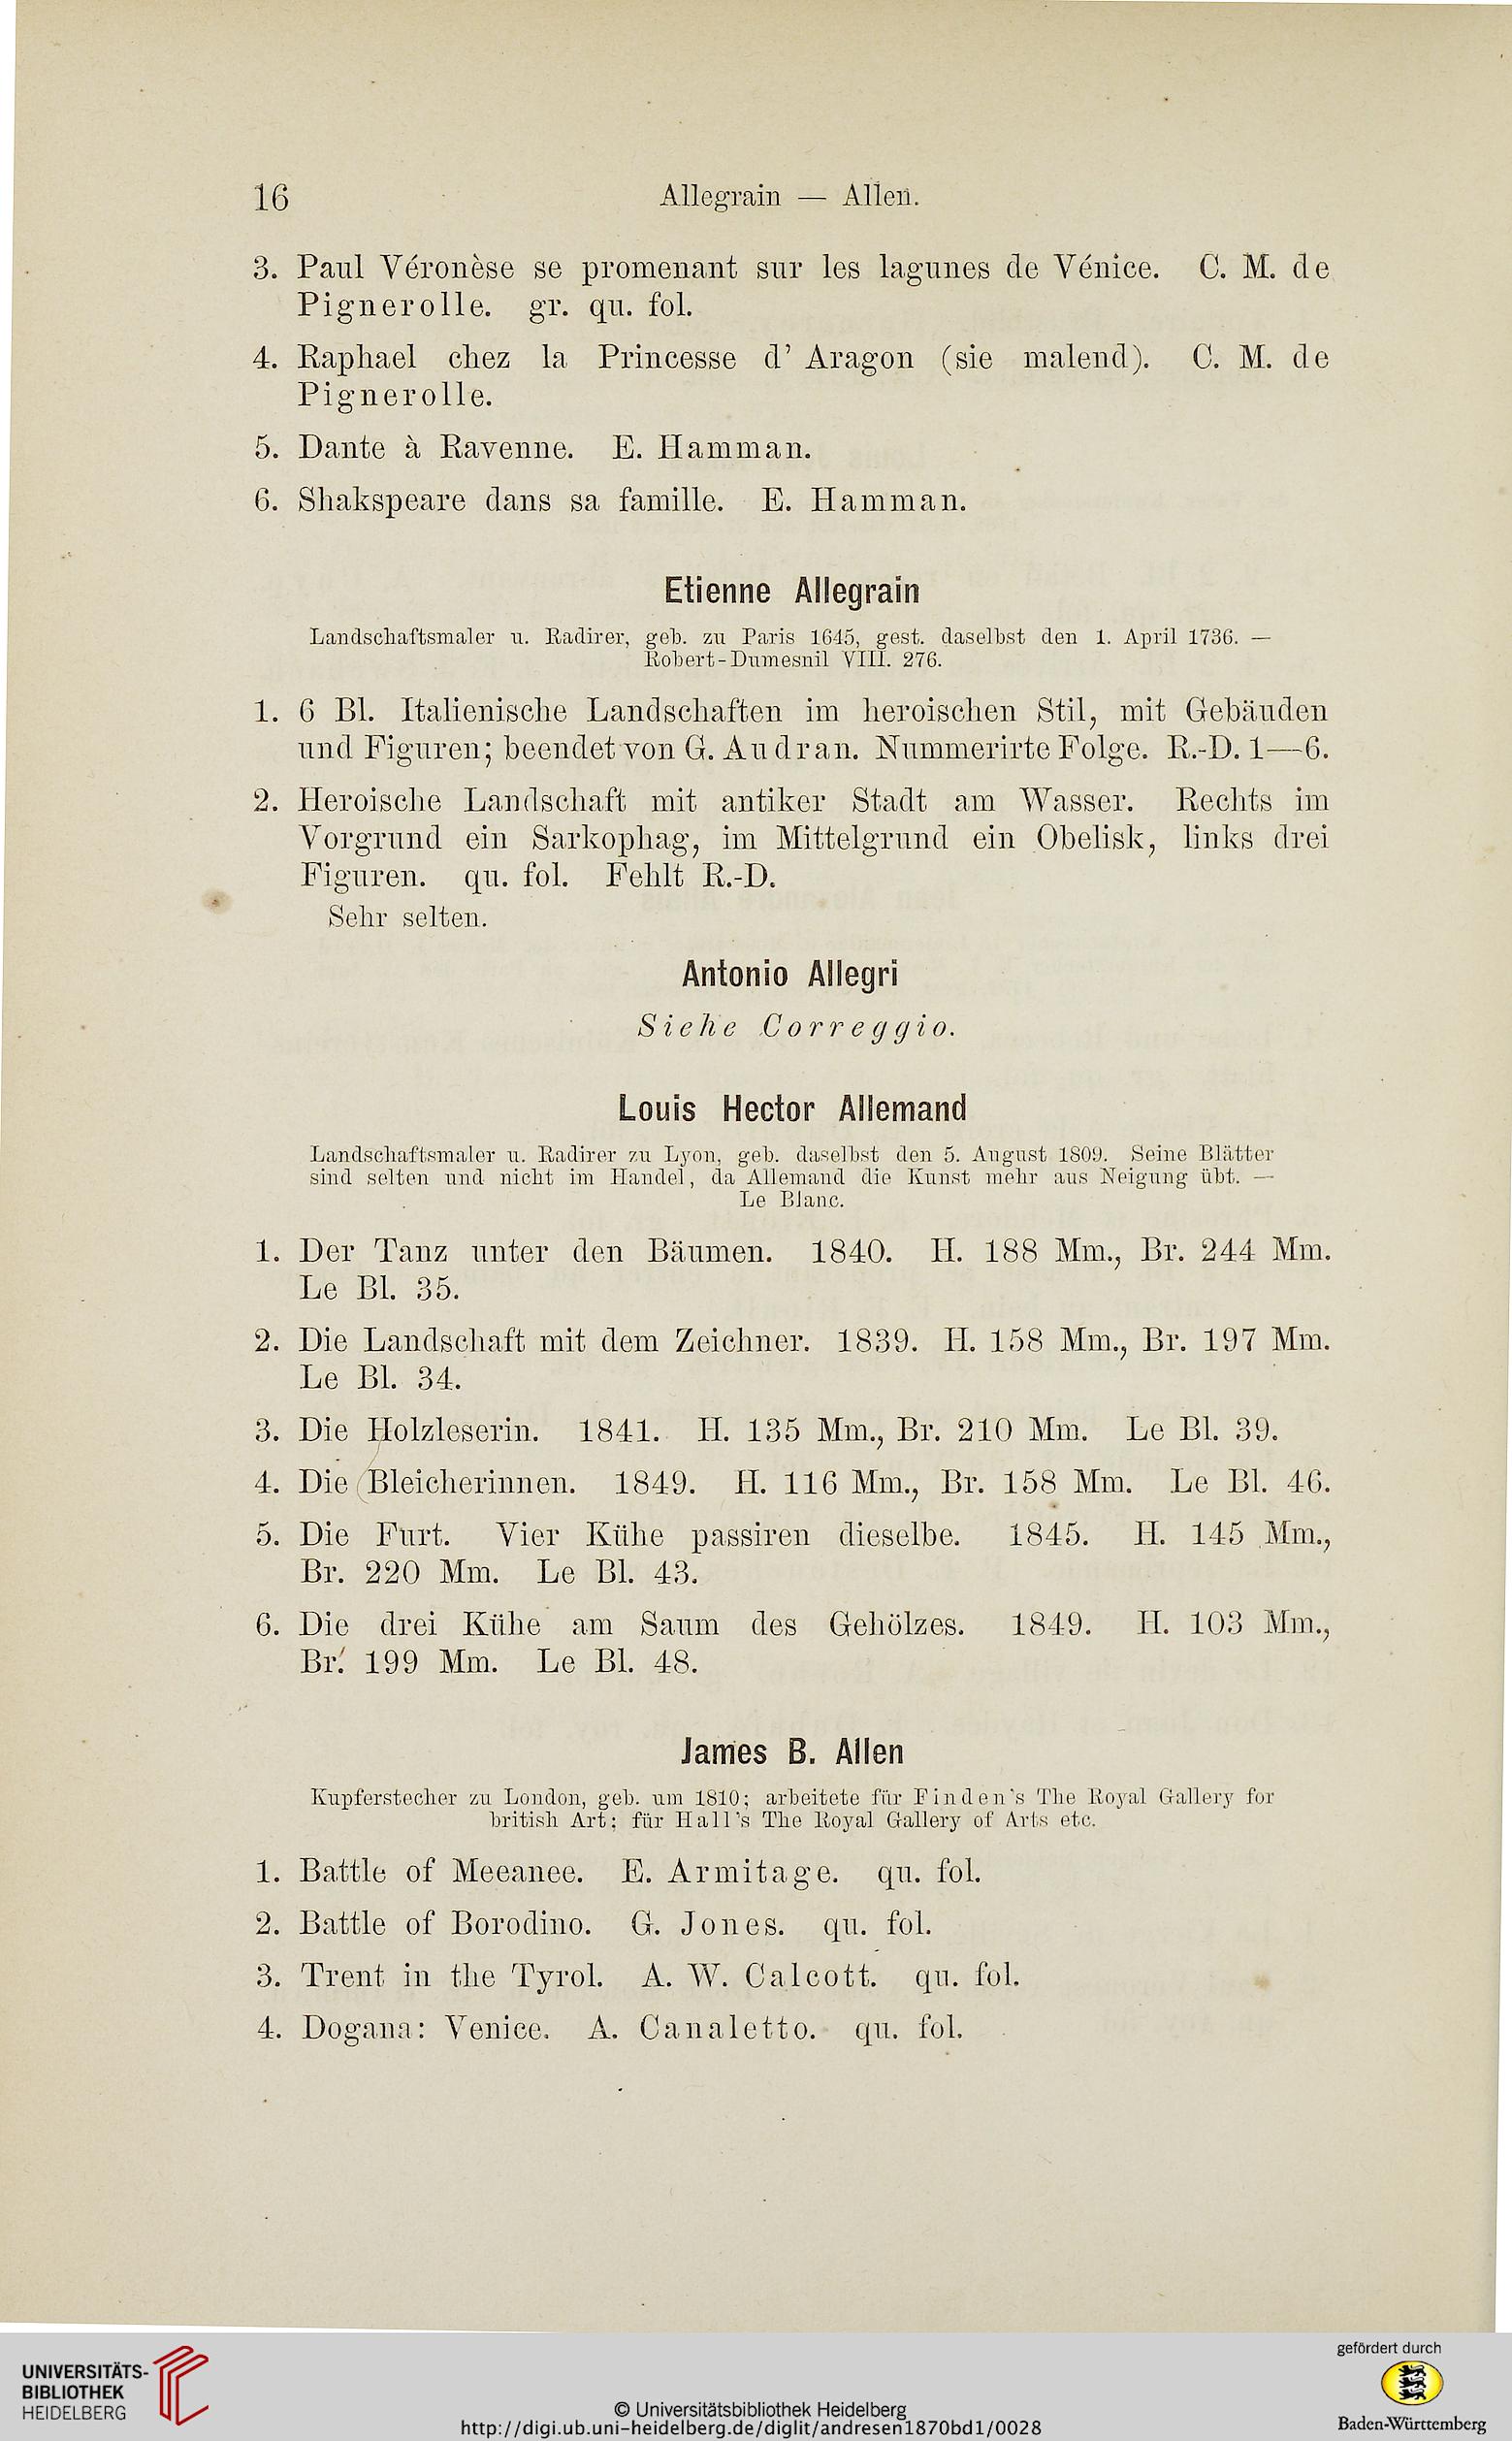 16 Allegrain — Allen.
3. Paul Véronèse se promenant sur les lagunes de Vénice. C. M. de
Pignerolle. gr. qu. fol.
4. Raphael chez la Princesse d' Aragon (sie malend). C. M. de
Pignerolle.
5. Dante à Ravenne. E. Hamman.
6. Shakspeare dans sa famille. E. Hamman.
Etienne Allegrain
Landschaftsmaler u. Radirer, geb. zu Paris 1645, gest. daselbst den 1. April 1736. —
Robert-Dumesnil VIII. 276.
1. 6 Bl. Italienische Landschaften im heroischen Stil, mit Gebäuden
und Figuren; beendet von G. Audran. Nummerirte Folge. R.-D. 1—6.
2. Heroische Landschaft mit antiker Stadt am Wasser. Rechts im
Vorgrund ein Sarkophag, im Mittelgrund ein Obelisk, links drei
Figuren. qu. fol. Fehlt R.-D.
Sehr selten.
Antonio Allegri
Siehe Correggio.
Louis Hector Allemand
Landschaftsmaler u. Radirer zu Lyon, geb. daselbst den 5. August 1809. Seine Blätter
sind selten und nicht im Handel, da Allemand die Kunst mehr aus Neigung übt. —
Le Blanc.
1. Der Tanz unter den Bäumen. 1840. H. 188 Mm., Br. 244 Mm.
Le Bl. 35.
2. Die Landschaft mit dem Zeichner. 1839. H. 158 Mm., Br. 197 Mm.
Le Bl. 34.
3. Die Holzleserin. 1841. H. 135 Mm., Br. 210 Mm. Le Bl. 39.
4. Die Bleicherinnen. 1849. H. 116 Mm., Br. 158 Mm. Le Bl. 46.
5. Die Furt. Vier Kühe passiren dieselbe. 1845. H. 145 Mm.,
Br. 220 Mm. Le Bl. 43.
6. Die drei Kühe am Saum des Gehölzes. 1849. H. 103 Mm.,
Br. 199 Mm. Le Bl. 48.
James B. Allen
Kupferstecher zu London, geb. um 1810; arbeitete für Finden's The Royal Gallery for
british Art; für Hall's The Royal Gallery of Arts etc.
1. Battle of Meeanee. E. Armitage. qu. fol.
2. Battle of Borodino. G. Jones. qu. fol.
3. Trent in the Tyrol. A. W. Calcott. qu. fol.
4. Dogana: Venice. A. Canaletto. qu. fol.
UNIVERSITÄTS-
BIBLIOTHEK
HEIDELBERG
© Universitätsbibliothek Heidelberg
http://digi.ub.uni-heidelberg.de/diglit/andresen1870bd1/0028
gefördert durch
Baden-Württemberg